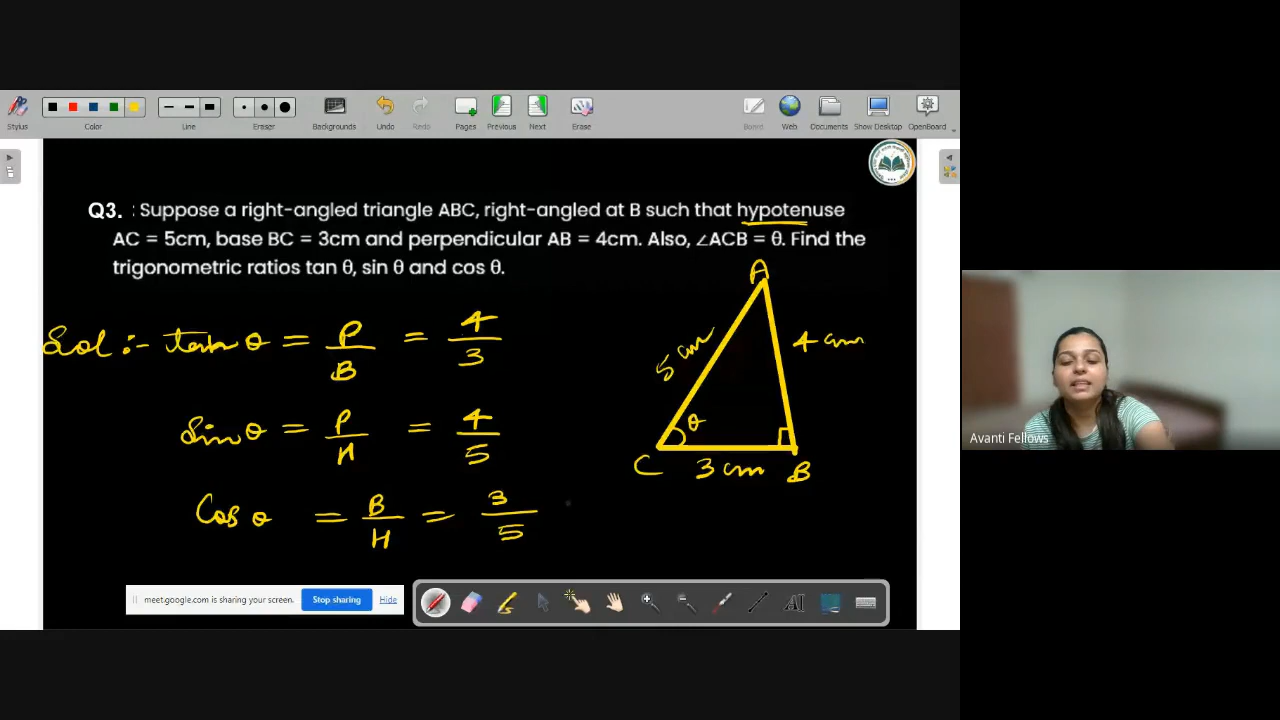 Stylus
Color
Line
Eraser
Backgrounds
Undo
Redo
Pages
Previous
Next
Erase
Board
Web
Documents
Show Desktop
OpenBoard
Q3. : Suppose a right-angled triangle ABC, right-angled at B such that hypotenuse
AC = 5cm, base BC = 3cm and perpendicular AB = 4cm. Also, ∠ACB = θ. Find the
trigonometric ratios tan θ, sin θ and cos θ.
Sol :- tan θ = P/B = 4/3
Sin θ = P/H = 4/5
Cos θ = B/H = 3/5
A
5 cm
4 cm
θ
C 3 cm B
Avanti Fellows
meet.google.com is sharing your screen. Stop sharing Hide
AI